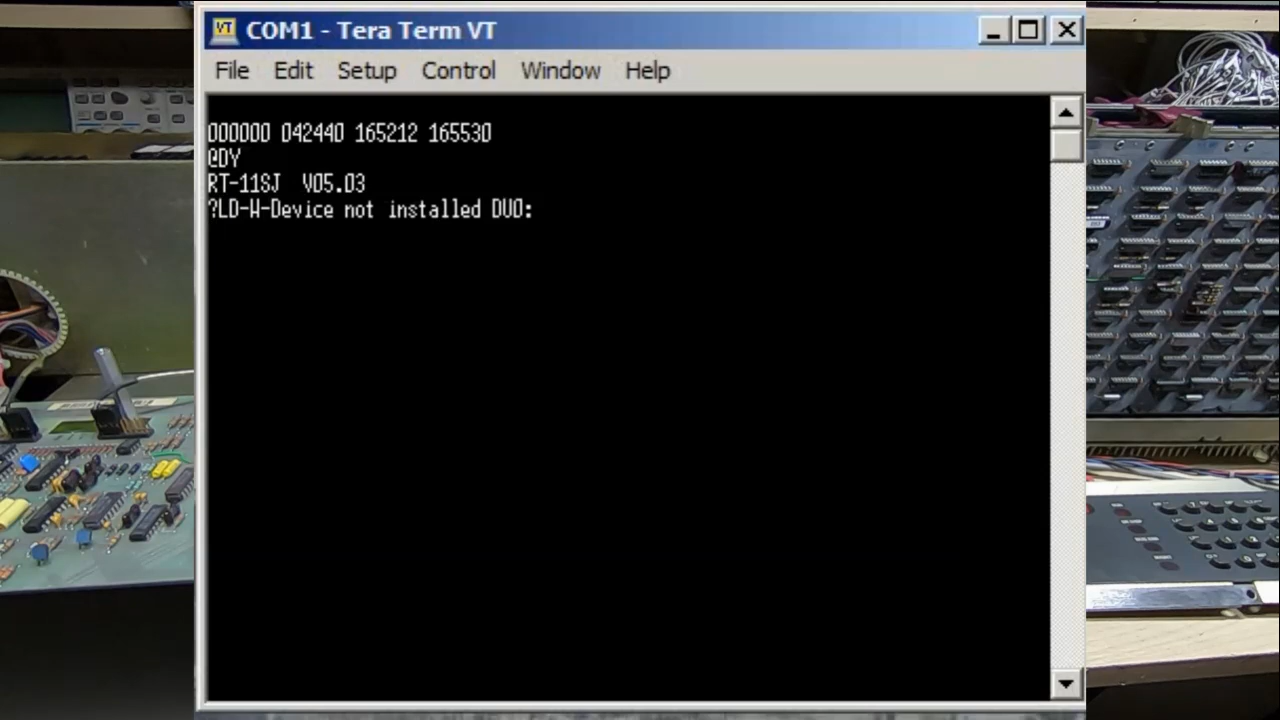 VT COM1 - Tera Term VT
File Edit Setup Control Window Help
000000 042440 165212 165530
@DY
RT-11SJ V05.03
?LD-W-Device not installed DU0: